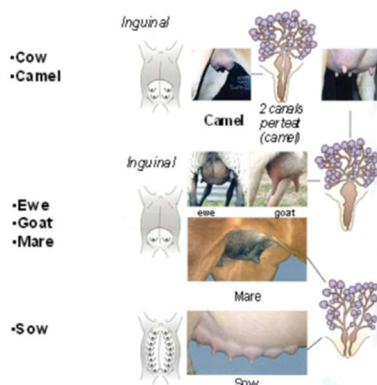 Inguinal
•Cow
•Camel
Camel
2 canals
per teat
(camel)
Inguinal
•Ewe
•Goat
•Mare
ewe
goat
Mare
•Sow
Sow